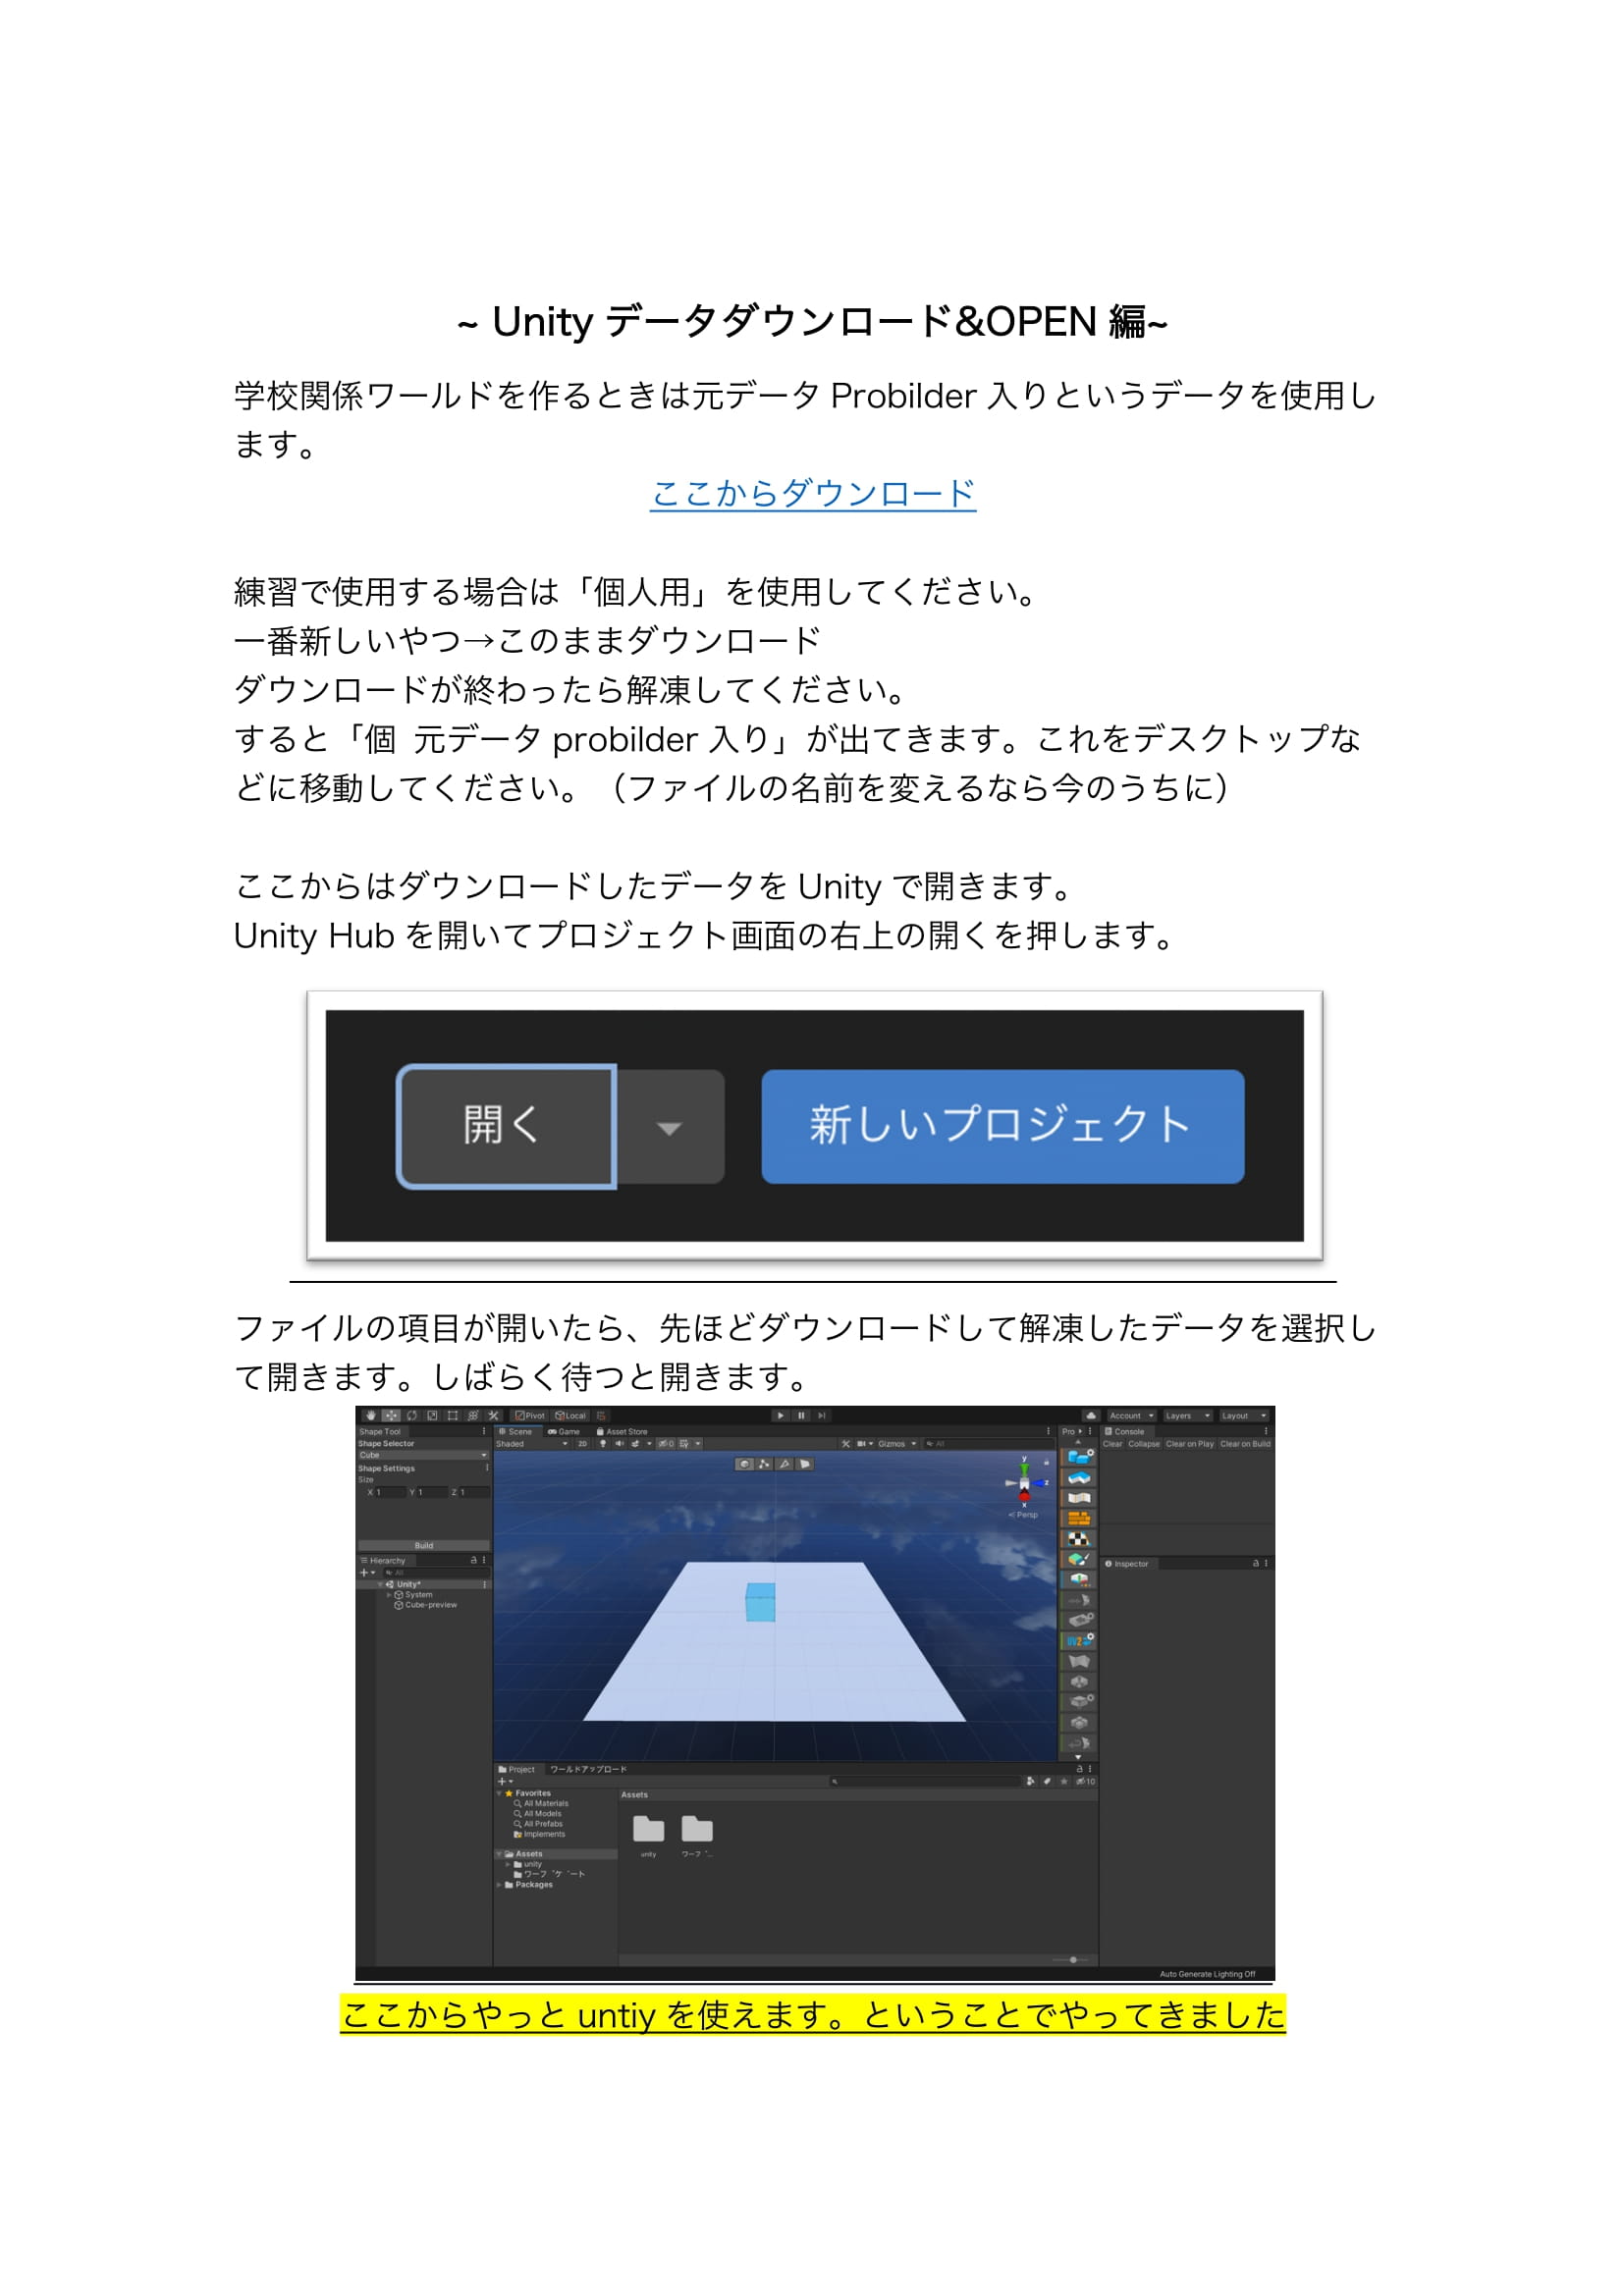 ~ Unity データダウンロード&OPEN 編~
学校関係ワールドを作るときは元データ Probilder 入りというデータを使用し
ます。
ここからダウンロード
練習で使用する場合は「個人用」を使用してください。
一番新しいやつ→このままダウンロード
ダウンロードが終わったら解凍してください。
すると「個 元データ probilder 入り」が出てきます。これをデスクトップな
どに移動してください。（ファイルの名前を変えるなら今のうちに）
ここからはダウンロードしたデータを Unity で開きます。
Unity Hub を開いてプロジェクト画面の右上の開くを押します。
開く 新しいプロジェクト
ファイルの項目が開いたら、先ほどダウンロードして解凍したデータを選択し
て開きます。しばらく待つと開きます。
Pivot Local Account Layers Layout
Shape Tool Scene Game Asset Store Pro Console
Shape Selector Shaded 2D Gizmos All Clear Collapse Clear on Play Clear on Build
Cube
Shape Settings
Size
X 1 Y 1 Z 1
y
z
x
< Persp
Build
Hierarchy Inspector
All
Unity*
System
Cube-preview
Project ワールドアップロード
10
Favorites Assets
All Materials
All Models
All Prefabs
Implements
Assets unity ワーフ゛...
unity
ワーフ゛ケ゛ート
Packages
Auto Generate Lighting Off
ここからやっと untiy を使えます。ということでやってきました